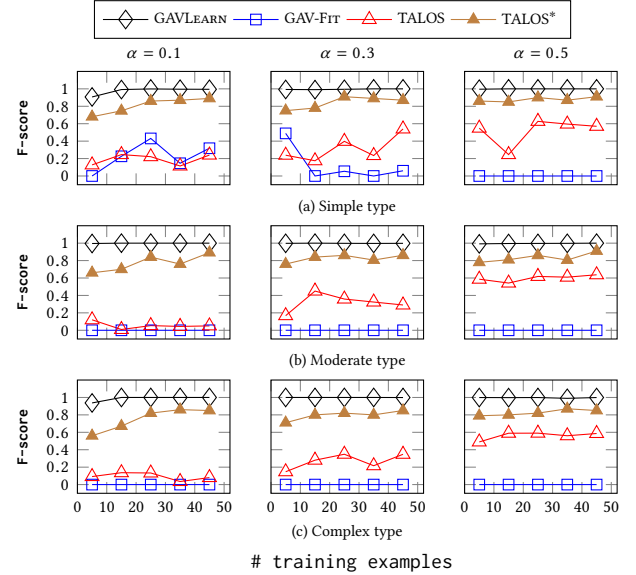 GAVLEARN GAV-FIT TALOS TALOS*
α = 0.1 α = 0.3 α = 0.5
F-score
1
0.8
0.6
0.4
0.2
0
(a) Simple type
F-score
1
0.8
0.6
0.4
0.2
0
(b) Moderate type
F-score
1
0.8
0.6
0.4
0.2
0
0 10 20 30 40 50 0 10 20 30 40 50 0 10 20 30 40 50
(c) Complex type
# training examples